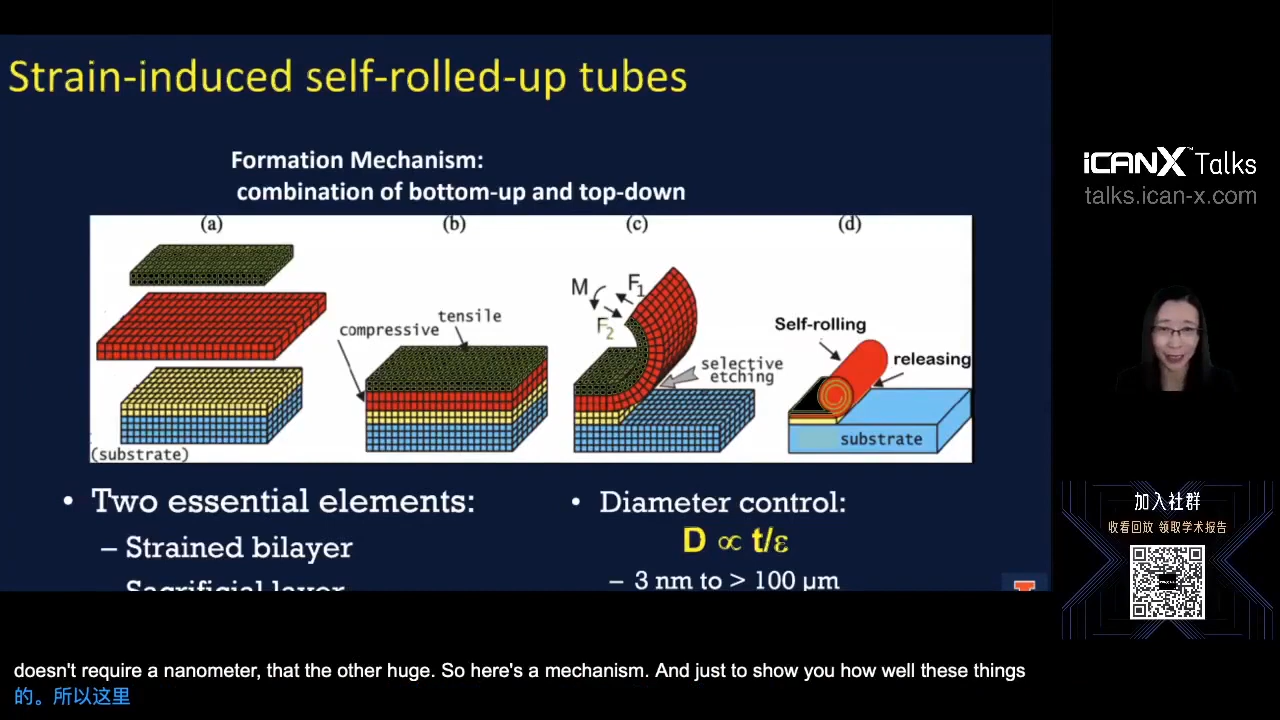 Strain-induced self-rolled-up tubes
Formation Mechanism:
combination of bottom-up and top-down
(a)
(b)
(c)
(d)
(substrate)
compressive
tensile
M
F1
F2
selective
etching
Self-rolling
releasing
substrate
• Two essential elements:
– Strained bilayer
– Sacrificial layer
• Diameter control:
D ∝ t/ε
– 3 nm to > 100 μm
iCANX Talks
talks.ican-x.com
加入社群
收看回放 领取学术报告
doesn't require a nanometer, that the other huge. So here's a mechanism. And just to show you how well these things
的。所以这里